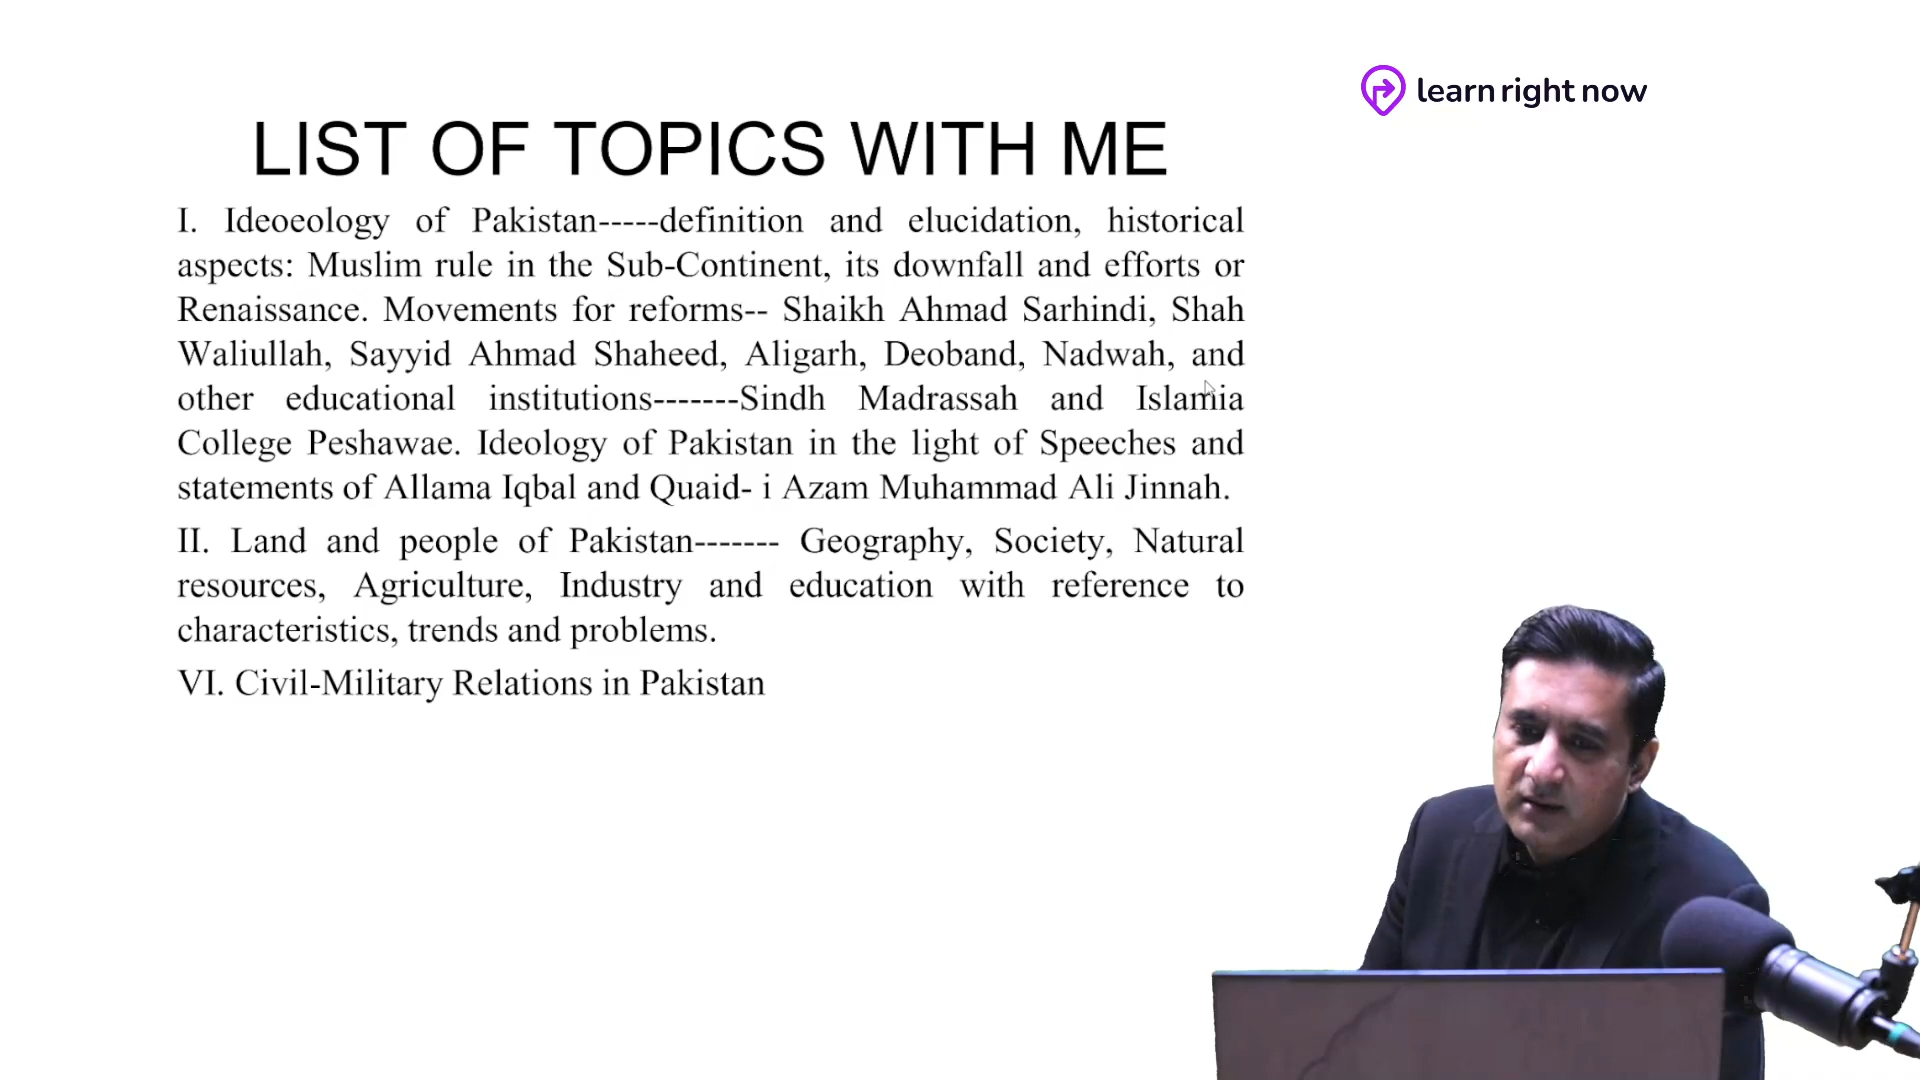 learn right now
LIST OF TOPICS WITH ME
I. Ideoeology of Pakistan-----definition and elucidation, historical
aspects: Muslim rule in the Sub-Continent, its downfall and efforts or
Renaissance. Movements for reforms-- Shaikh Ahmad Sarhindi, Shah
Waliullah, Sayyid Ahmad Shaheed, Aligarh, Deoband, Nadwah, and
other educational institutions-------Sindh Madrassah and Islamia
College Peshawae. Ideology of Pakistan in the light of Speeches and
statements of Allama Iqbal and Quaid- i Azam Muhammad Ali Jinnah.
II. Land and people of Pakistan------- Geography, Society, Natural
resources, Agriculture, Industry and education with reference to
characteristics, trends and problems.
VI. Civil-Military Relations in Pakistan